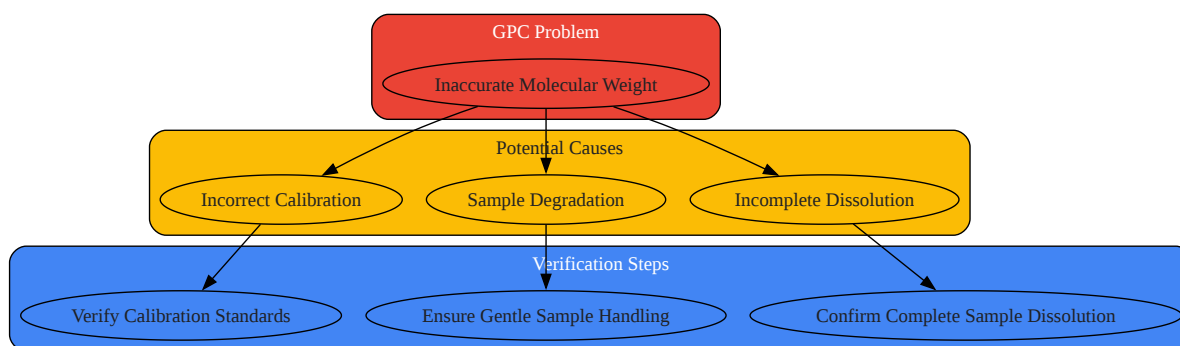 GPC Problem
Inaccurate Molecular Weight
Potential Causes
Incorrect Calibration
Sample Degradation
Incomplete Dissolution
Verification Steps
Verify Calibration Standards
Ensure Gentle Sample Handling
Confirm Complete Sample Dissolution